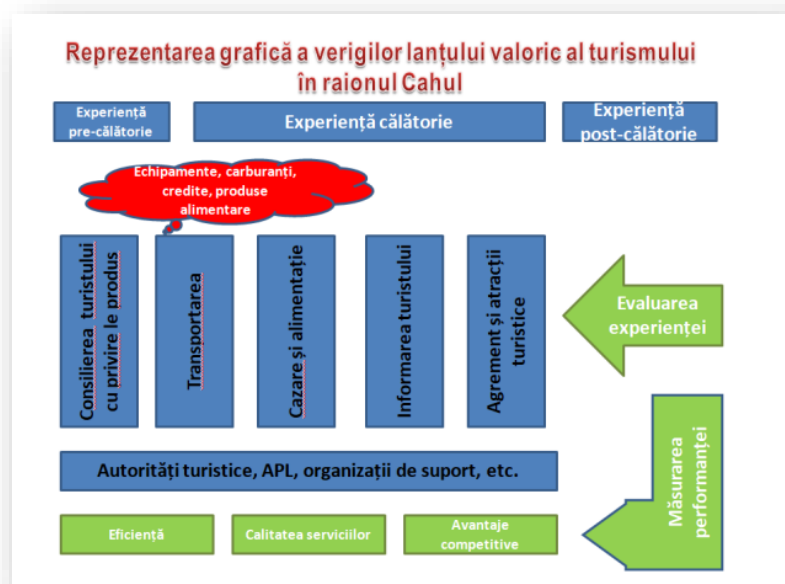 Reprezentarea grafică a verigilor lanțului valoric al turismului
în raionul Cahul
Experiență
pre-călătorie
Experiență călătorie
Experiență
post-călătorie
Echipamente, carburanți,
credite, produse
alimentare
Consilierea turistului
cu privire le produs
Transportarea
Cazare și alimentație
Informarea turistului
Agrement și atracții
turistice
Evaluarea
experienței
Autorități turistice, APL, organizații de suport, etc.
Măsurarea
performanței
Eficiență
Calitatea serviciilor
Avantaje
competitive